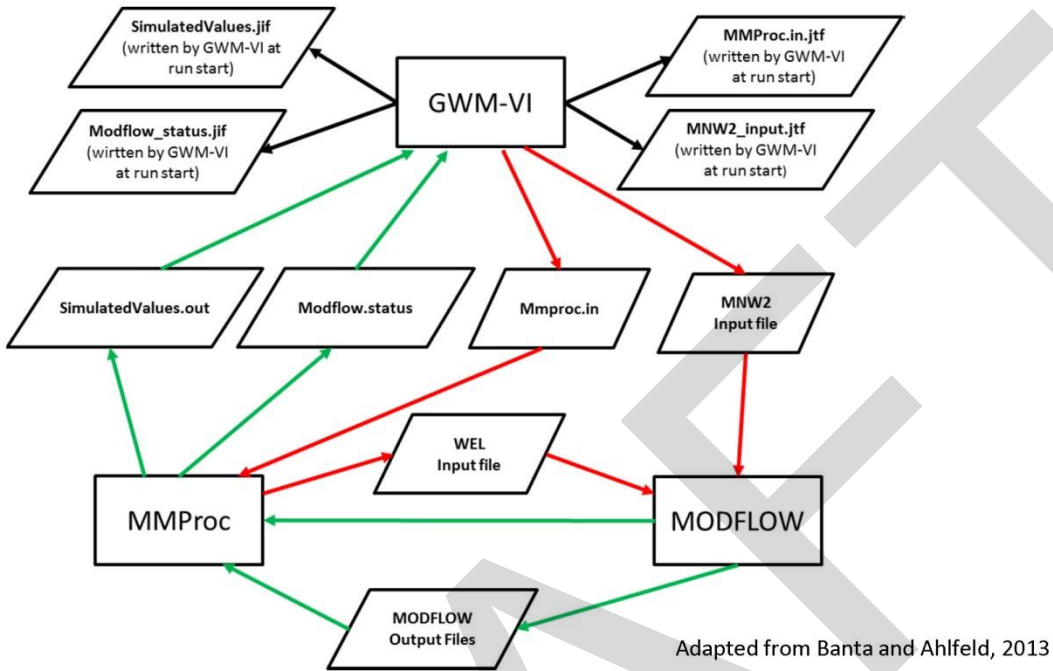 SimulatedValues.jif
(written by GWM-VI at
run start)
MMProc.in.jtf
(written by GWM-VI
at run start)
GWM-VI
Modflow_status.jif
(wirtten by GWM-VI
at run start)
MNW2_input.jtf
(written by GWM-VI
at run start)
SimulatedValues.out
Modflow.status
Mmproc.in
MNW2
Input file
WEL
Input file
MMProc
MODFLOW
MODFLOW
Output Files
Adapted from Banta and Ahlfeld, 2013